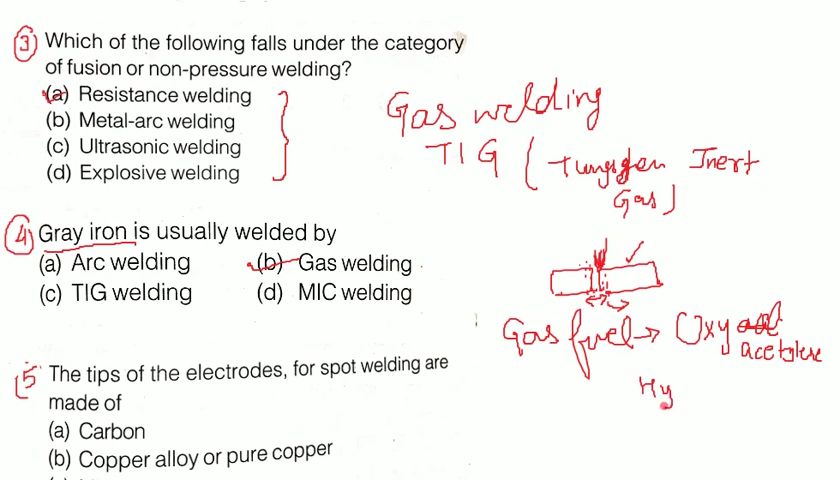 ③ Which of the following falls under the category
of fusion or non-pressure welding?
(a) Resistance welding
(b) Metal-arc welding
(c) Ultrasonic welding
(d) Explosive welding
Gas welding
TIG (Tungsten Inert
Gas)
④ Gray iron is usually welded by
(a) Arc welding (b) Gas welding
(c) TIG welding (d) MIC welding
Gas fuel → Oxy
acetylene
Hy
5 The tips of the electrodes, for spot welding are
made of
(a) Carbon
(b) Copper alloy or pure copper